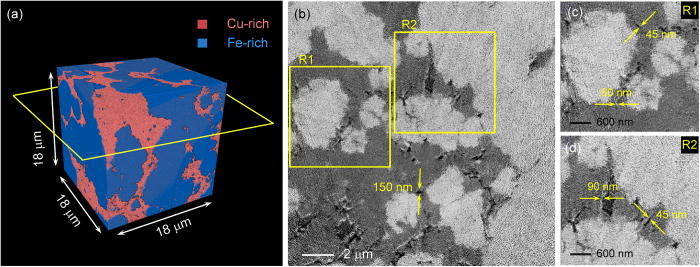 (a)
Cu-rich
Fe-rich
18 μm
18 μm
18 μm
(b)
R1
R2
150 nm
2 μm
(c)
R1
45 nm
60 nm
600 nm
(d)
R2
90 nm
45 nm
600 nm